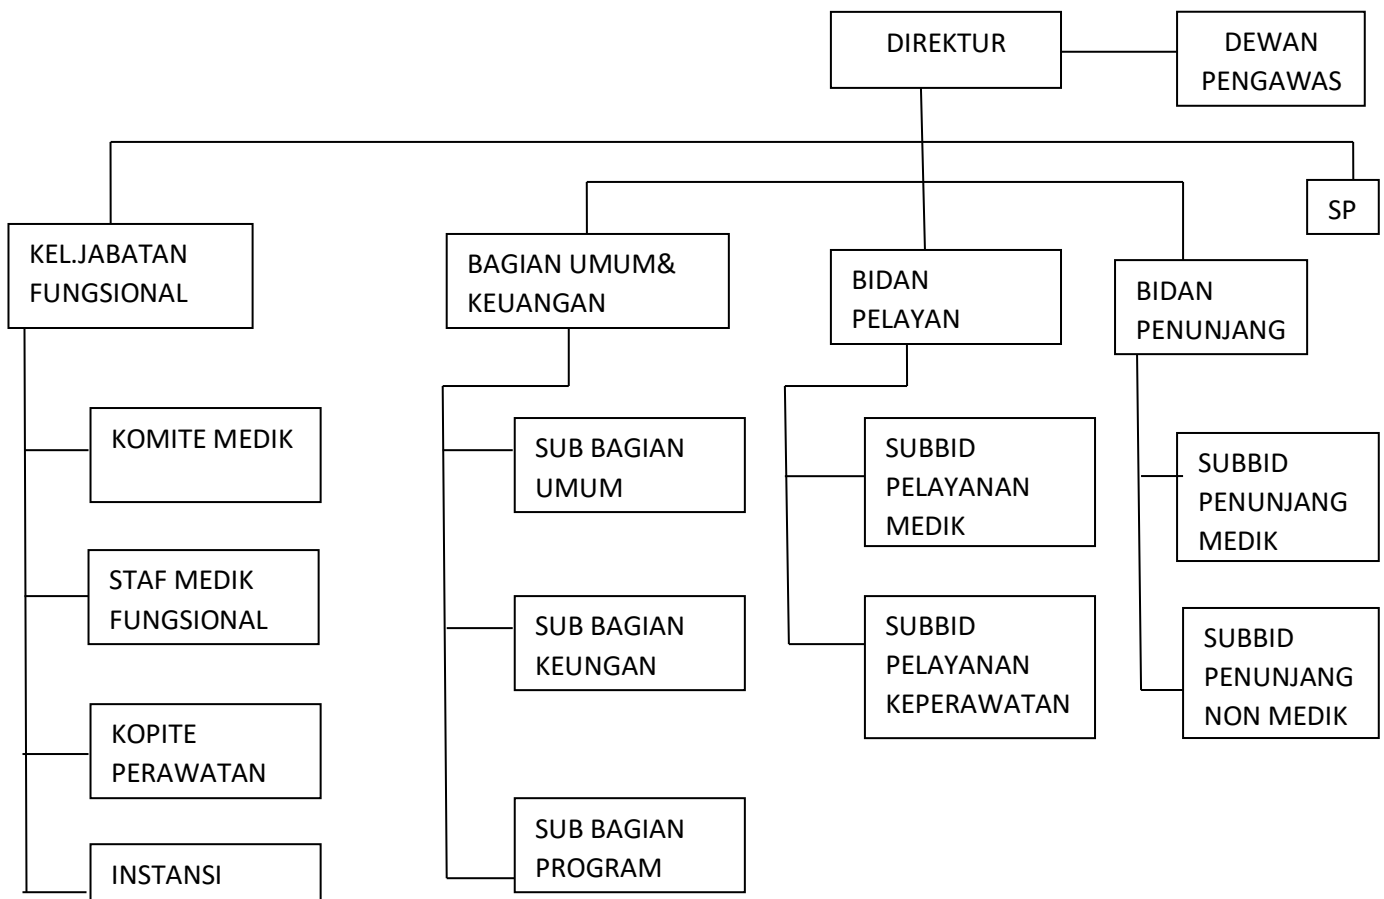 DIREKTUR
DEWAN
PENGAWAS
SP
KEL.JABATAN
FUNGSIONAL
BAGIAN UMUM&
KEUANGAN
BIDAN
PELAYAN
BIDAN
PENUNJANG
KOMITE MEDIK
STAF MEDIK
FUNGSIONAL
KOPITE
PERAWATAN
INSTANSI
SUB BAGIAN
UMUM
SUB BAGIAN
KEUNGAN
SUB BAGIAN
PROGRAM
SUBBID
PELAYANAN
MEDIK
SUBBID
PELAYANAN
KEPERAWATAN
SUBBID
PENUNJANG
MEDIK
SUBBID
PENUNJANG
NON MEDIK